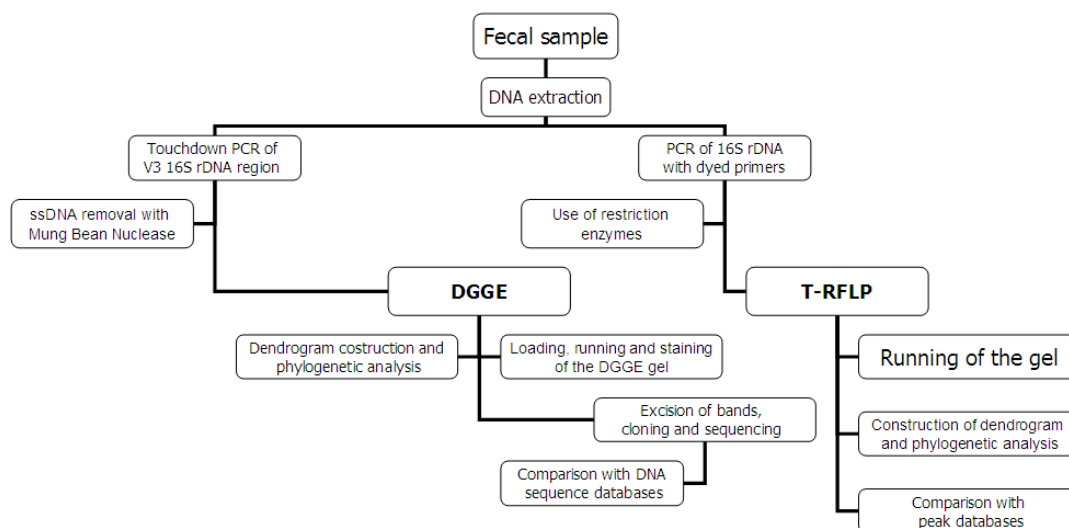 Fecal sample
DNA extraction
Touchdown PCR of
V3 16S rDNA region
PCR of 16S rDNA
with dyed primers
ssDNA removal with
Mung Bean Nuclease
Use of restriction
enzymes
DGGE
T-RFLP
Dendrogram costruction and
phylogenetic analysis
Loading, running and staining
of the DGGE gel
Running of the gel
Excision of bands,
cloning and sequencing
Construction of dendrogram
and phylogenetic analysis
Comparison with DNA
sequence databases
Comparison with
peak databases